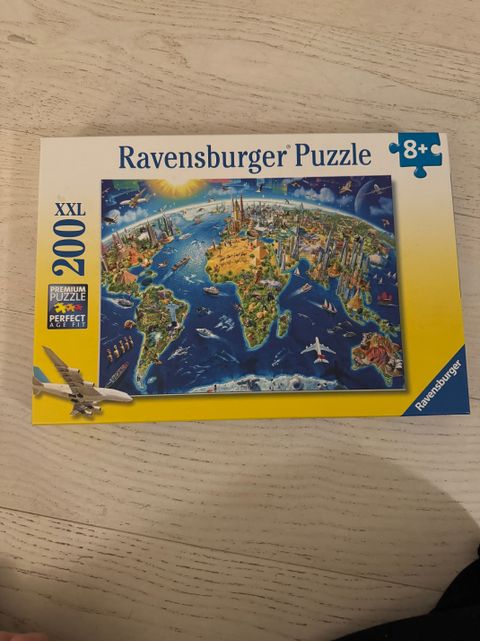 Ravensburger® Puzzle
8+
XXL
200
PREMIUM
PUZZLE
PERFECT
AGE FIT
Ravensburger